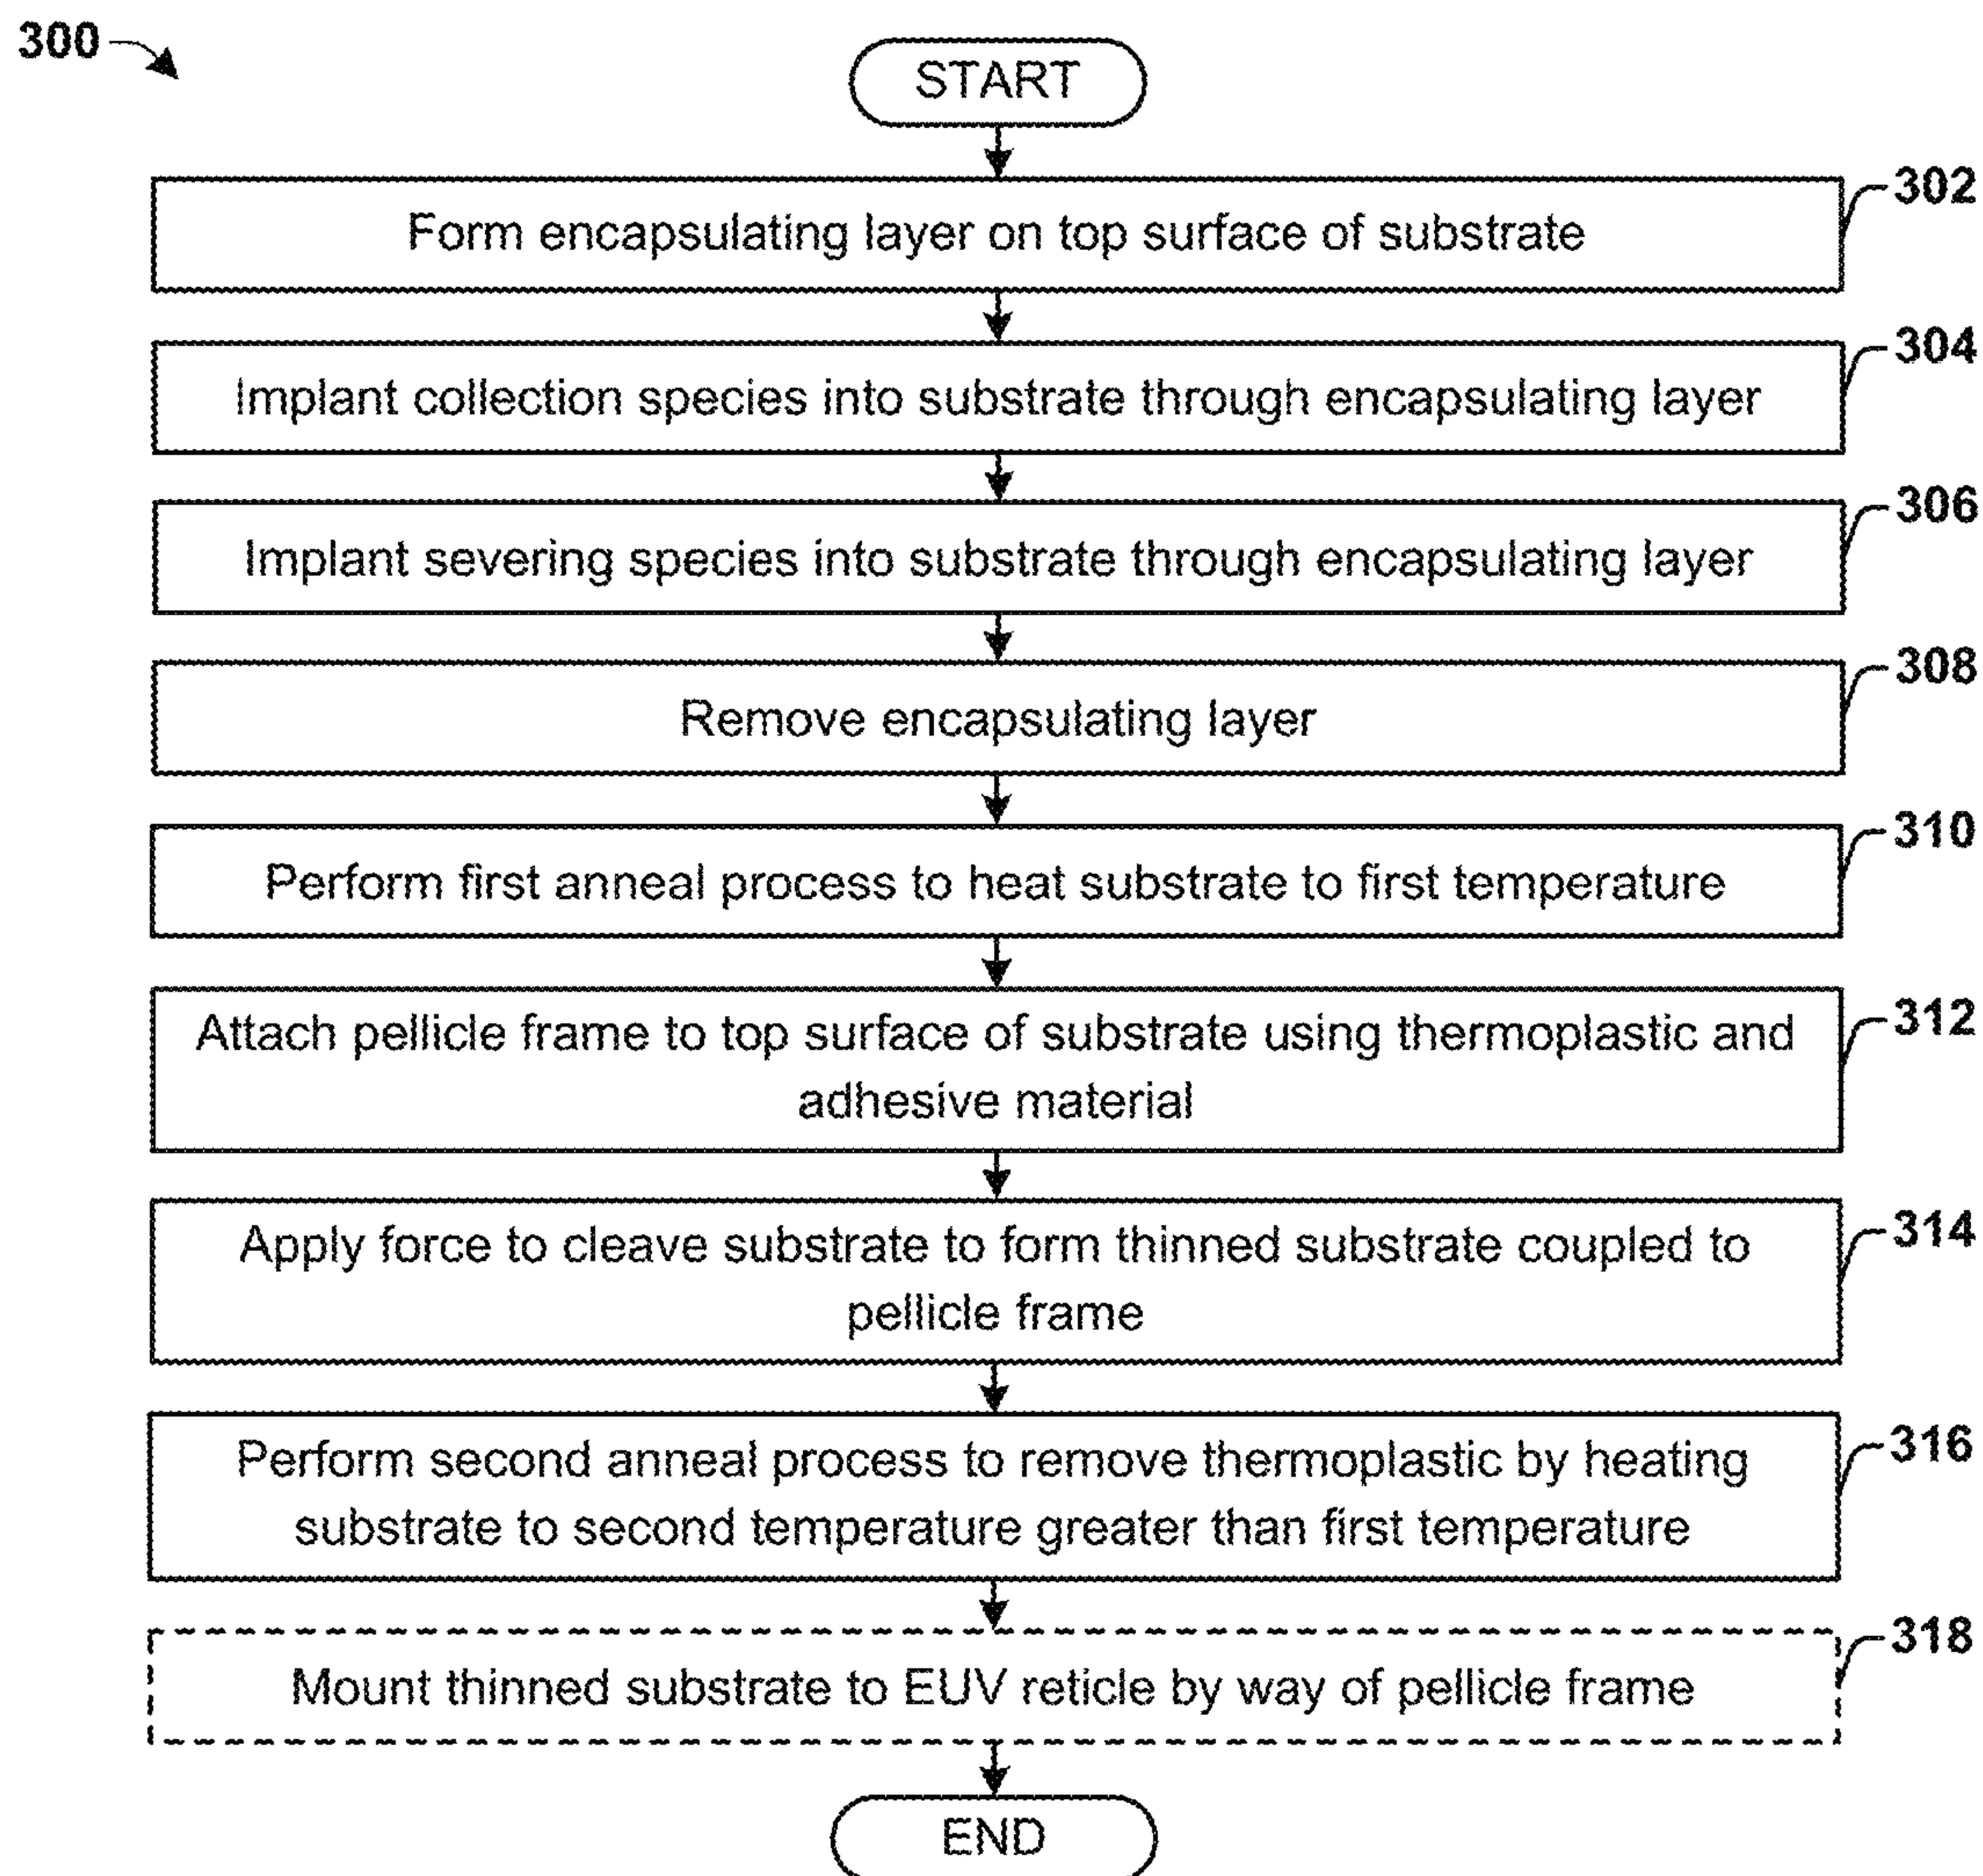 300
START
302
Form encapsulating layer on top surface of substrate
304
Implant collection species into substrate through encapsulating layer
306
Implant severing species into substrate through encapsulating layer
308
Remove encapsulating layer
310
Perform first anneal process to heat substrate to first temperature
312
Attach pellicle frame to top surface of substrate using thermoplastic and
adhesive material
314
Apply force to cleave substrate to form thinned substrate coupled to
pellicle frame
316
Perform second anneal process to remove thermoplastic by heating
substrate to second temperature greater than first temperature
318
Mount thinned substrate to EUV reticle by way of pellicle frame
END